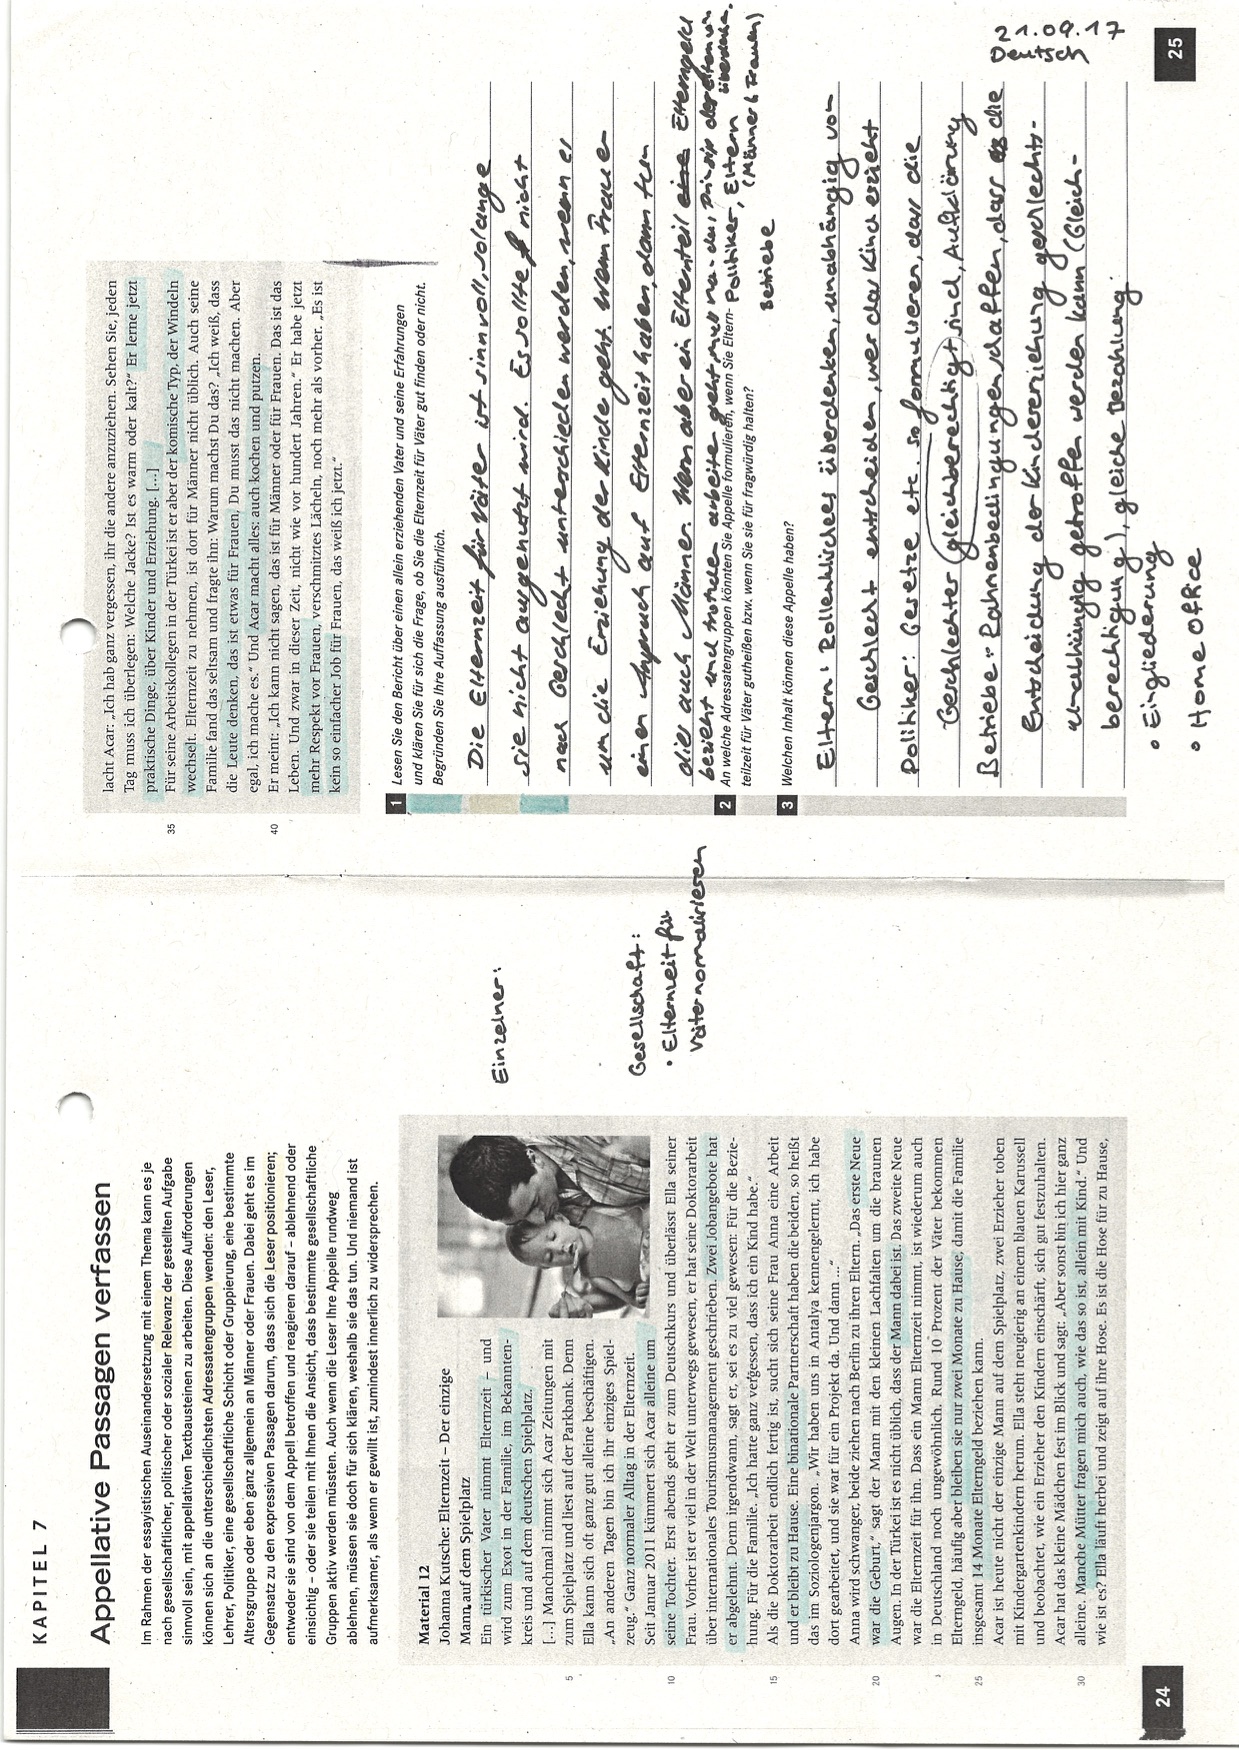 KAPITEL 7
Appellative Passagen verfassen
Im Rahmen der essayistischen Auseinandersetzung mit einem Thema kann es je
nach gesellschaftlicher, politischer oder sozialer Relevanz der gestellten Aufgabe
sinnvoll sein, mit appellativen Textbausteinen zu arbeiten. Diese Aufforderungen
können sich an die unterschiedlichsten Adressatengruppen wenden: den Leser,
Lehrer, Politiker, eine gesellschaftliche Schicht oder Gruppierung, eine bestimmte
Altersgruppe oder eben ganz allgemein an Männer oder Frauen. Dabei geht es im
Gegensatz zu den expressiven Passagen darum, dass sich die Leser positionieren;
entweder sie sind von dem Appell betroffen und reagieren darauf – ablehnend oder
einsichtig – oder sie teilen mit Ihnen die Ansicht, dass bestimmte gesellschaftliche
Gruppen aktiv werden müssten. Auch wenn die Leser Ihre Appelle rundweg
ablehnen, müssen sie doch für sich klären, weshalb sie das tun. Und niemand ist
aufmerksamer, als wenn er gewillt ist, zumindest innerlich zu widersprechen.
Material 12
Johanna Kutsche: Elternzeit – Der einzige
Mann auf dem Spielplatz
Ein türkischer Vater nimmt Elternzeit – und
wird zum Exot in der Familie, im Bekannten-
kreis und auf dem deutschen Spielplatz.
[…] Manchmal nimmt sich Acar Zeitungen mit
5 zum Spielplatz und liest auf der Parkbank. Denn
Ella kann sich oft ganz gut alleine beschäftigen.
„An anderen Tagen bin ich ihr einziges Spiel-
zeug.“ Ganz normaler Alltag in der Elternzeit.
Seit Januar 2011 kümmert sich Acar alleine um
10 seine Tochter. Erst abends geht er zum Deutschkurs und überlässt Ella seiner
Frau. Vorher ist er viel in der Welt unterwegs gewesen, er hat seine Doktorarbeit
über internationales Tourismusmanagement geschrieben. Zwei Jobangebote hat
er abgelehnt. Denn irgendwann, sagt er, sei es zu viel gewesen: Für die Bezie-
hung. Für die Familie. „Ich hatte ganz vergessen, dass ich ein Kind habe.“
15 Als die Doktorarbeit endlich fertig ist, sucht sich seine Frau Anna eine Arbeit
und er bleibt zu Hause. Eine binationale Partnerschaft haben die beiden, so heißt
das im Soziologenjargon. „Wir haben uns in Antalya kennengelernt, ich habe
dort gearbeitet, und sie war für ein Projekt da. Und dann …“
Anna wird schwanger, beide ziehen nach Berlin zu ihren Eltern. „Das erste Neue
20 war die Geburt,“ sagt der Mann mit den kleinen Lachfalten um die braunen
Augen. In der Türkei ist es nicht üblich, dass der Mann dabei ist. Das zweite Neue
war die Elternzeit für ihn. Dass ein Mann Elternzeit nimmt, ist wiederum auch
in Deutschland noch ungewöhnlich. Rund 10 Prozent der Väter bekommen
Elterngeld, häufig aber bleiben sie nur zwei Monate zu Hause, damit die Familie
25 insgesamt 14 Monate Elterngeld beziehen kann.
Acar ist heute nicht der einzige Mann auf dem Spielplatz, zwei Erzieher toben
mit Kindergartenkindern herum. Ella steht neugierig an einem blauen Karussell
und beobachtet, wie ein Erzieher den Kindern einschärft, sich gut festzuhalten.
Acar hat das kleine Mädchen fest im Blick und sagt: „Aber sonst bin ich hier ganz
30 alleine. Manche Mütter fragen mich auch, wie das so ist, allein mit Kind.“ Und
wie ist es? Ella läuft herbei und zeigt auf ihre Hose. Es ist die Hose für zu Hause,
Einzelner:
Gesellschaft:
• Elternzeit für
Väter normalisieren
24
lacht Acar: „Ich hab ganz vergessen, ihr die andere anzuziehen. Sehen Sie, jeden
Tag muss ich überlegen: Welche Jacke? Ist es warm oder kalt?“ Er lerne jetzt
praktische Dinge, über Kinder und Erziehung. […]
35 Für seine Arbeitskollegen in der Türkei ist er aber der komische Typ, der Windeln
wechselt. Elternzeit zu nehmen, ist dort für Männer nicht üblich. Auch seine
Familie fand das seltsam und fragte ihn: Warum machst Du das? „Ich weiß, dass
die Leute denken, das ist etwas für Frauen, Du musst das nicht machen. Aber
egal, ich mache es.“ Und Acar macht alles: auch kochen und putzen.
40 Er meint: „Ich kann nicht sagen, das ist für Männer oder für Frauen. Das ist das
Leben. Und zwar in dieser Zeit, nicht wie vor hundert Jahren.“ Er habe jetzt
mehr Respekt vor Frauen, verschmitztes Lächeln, noch mehr als vorher. „Es ist
kein so einfacher Job für Frauen, das weiß ich jetzt.“
1 Lesen Sie den Bericht über einen allein erziehenden Vater und seine Erfahrungen
und klären Sie für sich die Frage, ob Sie die Elternzeit für Väter gut finden oder nicht.
Begründen Sie Ihre Auffassung ausführlich.
Die Elternzeit für Väter ist sinnvoll, solange
sie nicht ausgenutzt wird. Es sollte nicht
nach Geschlecht unterschieden werden, wenn es
um die Erziehung der Kinder geht. Wenn Frauen
einen Anspruch auf Elternzeit haben, dann tun
dies auch Männer. Wenn aber ein Elternteil eine Elterngeld
bezieht und trotzdem arbeiten geht, muss man das Prinzip der Eltern
überdenken.
2 An welche Adressatengruppen könnten Sie Appelle formulieren, wenn Sie Eltern-
teilzeit für Väter gutheißen bzw. wenn Sie sie für fragwürdig halten?
Politiker, Eltern
(Männer & Frauen)
Betriebe
3 Welchen Inhalt können diese Appelle haben?
Eltern: Rollenklischees überdenken, unabhängig von
Geschlecht entscheiden, wer das Kind erzieht
Politiker: Gesetze etc. so formulieren, dass die
Geschlechter gleichberechtigt sind, Aufklärung
Betriebe: Rahmenbedingungen schaffen, dass die
Entscheidung der Kindererziehung geschlechts-
unabhängig getroffen werden kann (Gleich-
berechtigung), gleiche Bezahlung
• Eingliederung
• Home Office
21.09.17
Deutsch
25